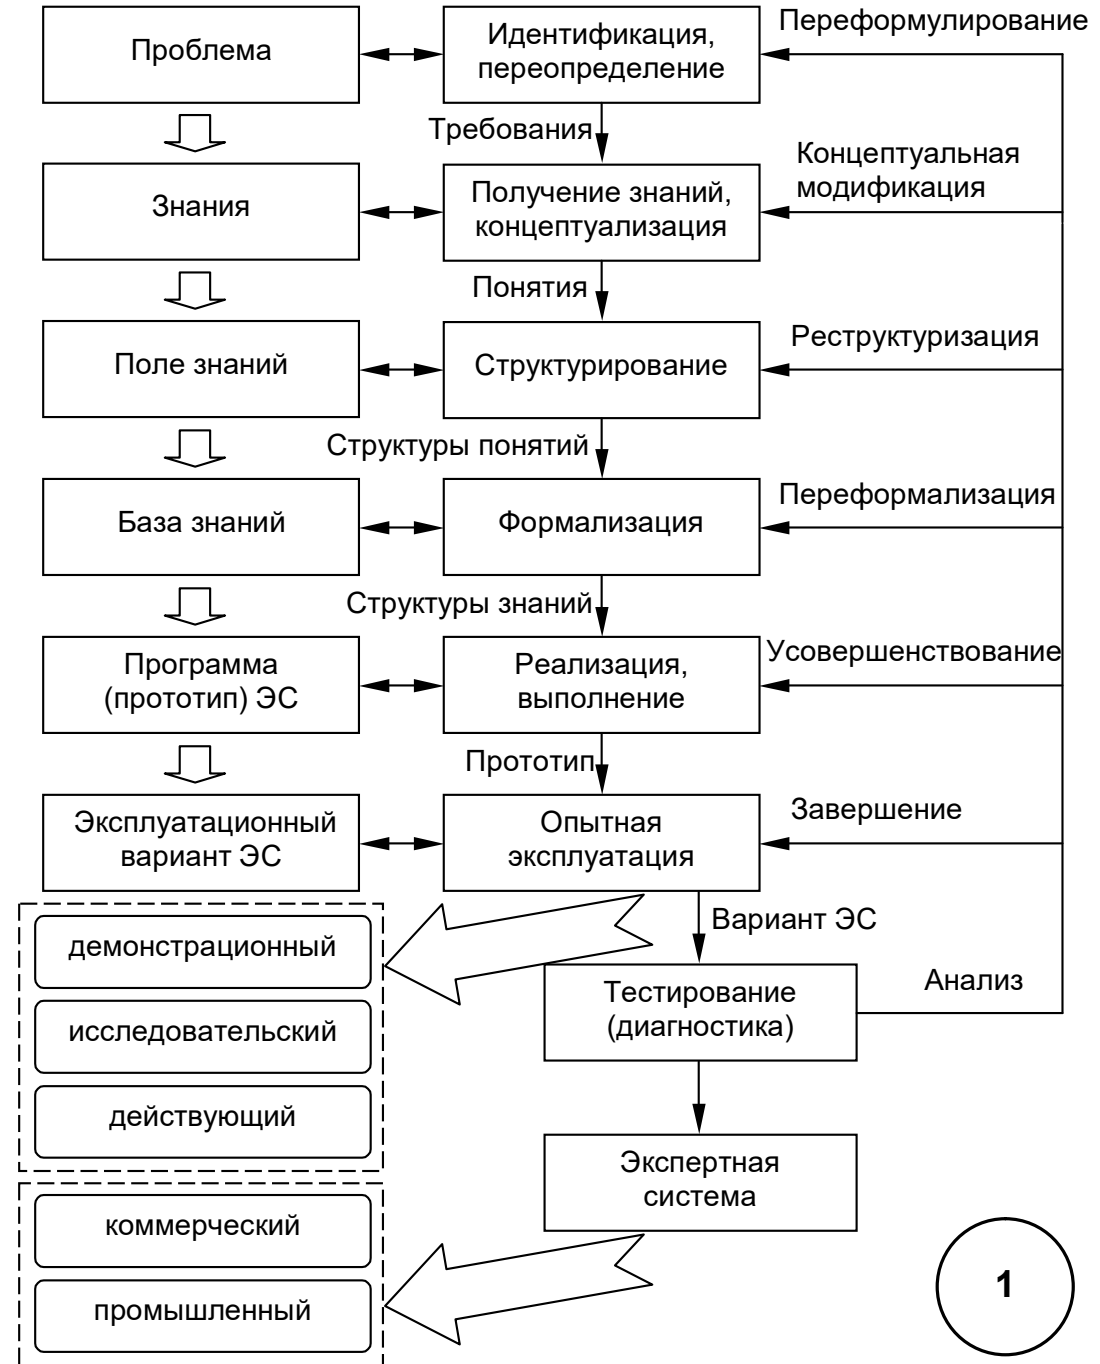 Проблема
Идентификация,
переопределение
Переформулирование
Требования
Знания
Получение знаний,
концептуализация
Концептуальная
модификация
Понятия
Поле знаний
Структурирование
Реструктуризация
Структуры понятий
База знаний
Формализация
Переформализация
Структуры знаний
Программа
(прототип) ЭС
Реализация,
выполнение
Усовершенствование
Прототип
Эксплуатационный
вариант ЭС
Опытная
эксплуатация
Завершение
Вариант ЭС
демонстрационный
исследовательский
действующий
Тестирование
(диагностика)
Анализ
Экспертная
система
коммерческий
промышленный
1